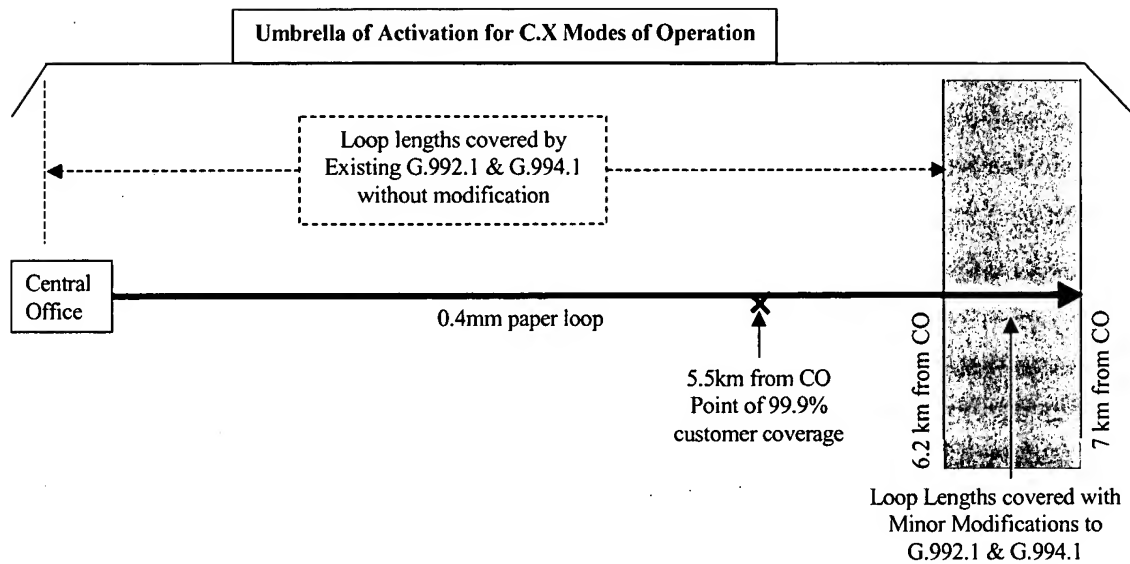 Umbrella of Activation for C.X Modes of Operation
Loop lengths covered by
Existing G.992.1 & G.994.1
without modification
Central
Office
0.4mm paper loop
5.5km from CO
Point of 99.9%
customer coverage
6.2 km from CO
7 km from CO
Loop Lengths covered with
Minor Modifications to
G.992.1 & G.994.1